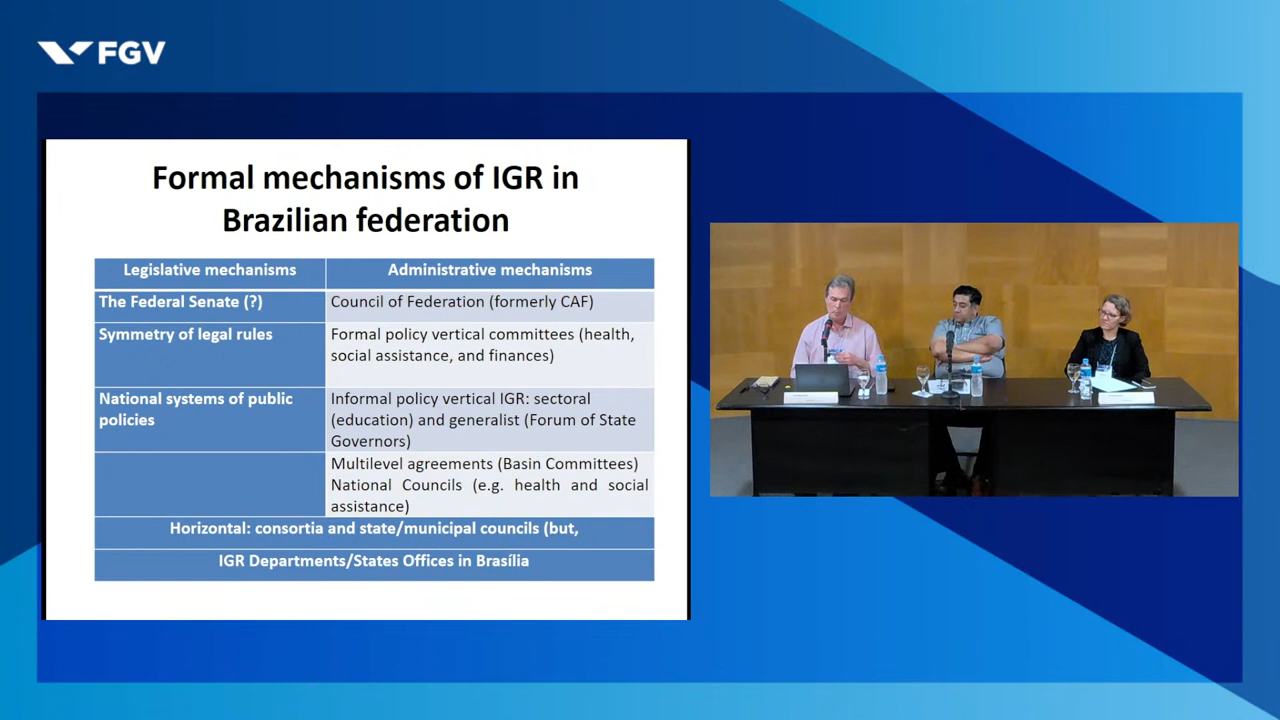 FGV
Formal mechanisms of IGR in
Brazilian federation
Legislative mechanisms
Administrative mechanisms
The Federal Senate (?)
Council of Federation (formerly CAF)
Symmetry of legal rules
Formal policy vertical committees (health,
social assistance, and finances)
National systems of public
policies
Informal policy vertical IGR: sectoral
(education) and generalist (Forum of State
Governors)
Multilevel agreements (Basin Committees)
National Councils (e.g. health and social
assistance)
Horizontal: consortia and state/municipal councils (but,
IGR Departments/States Offices in Brasília